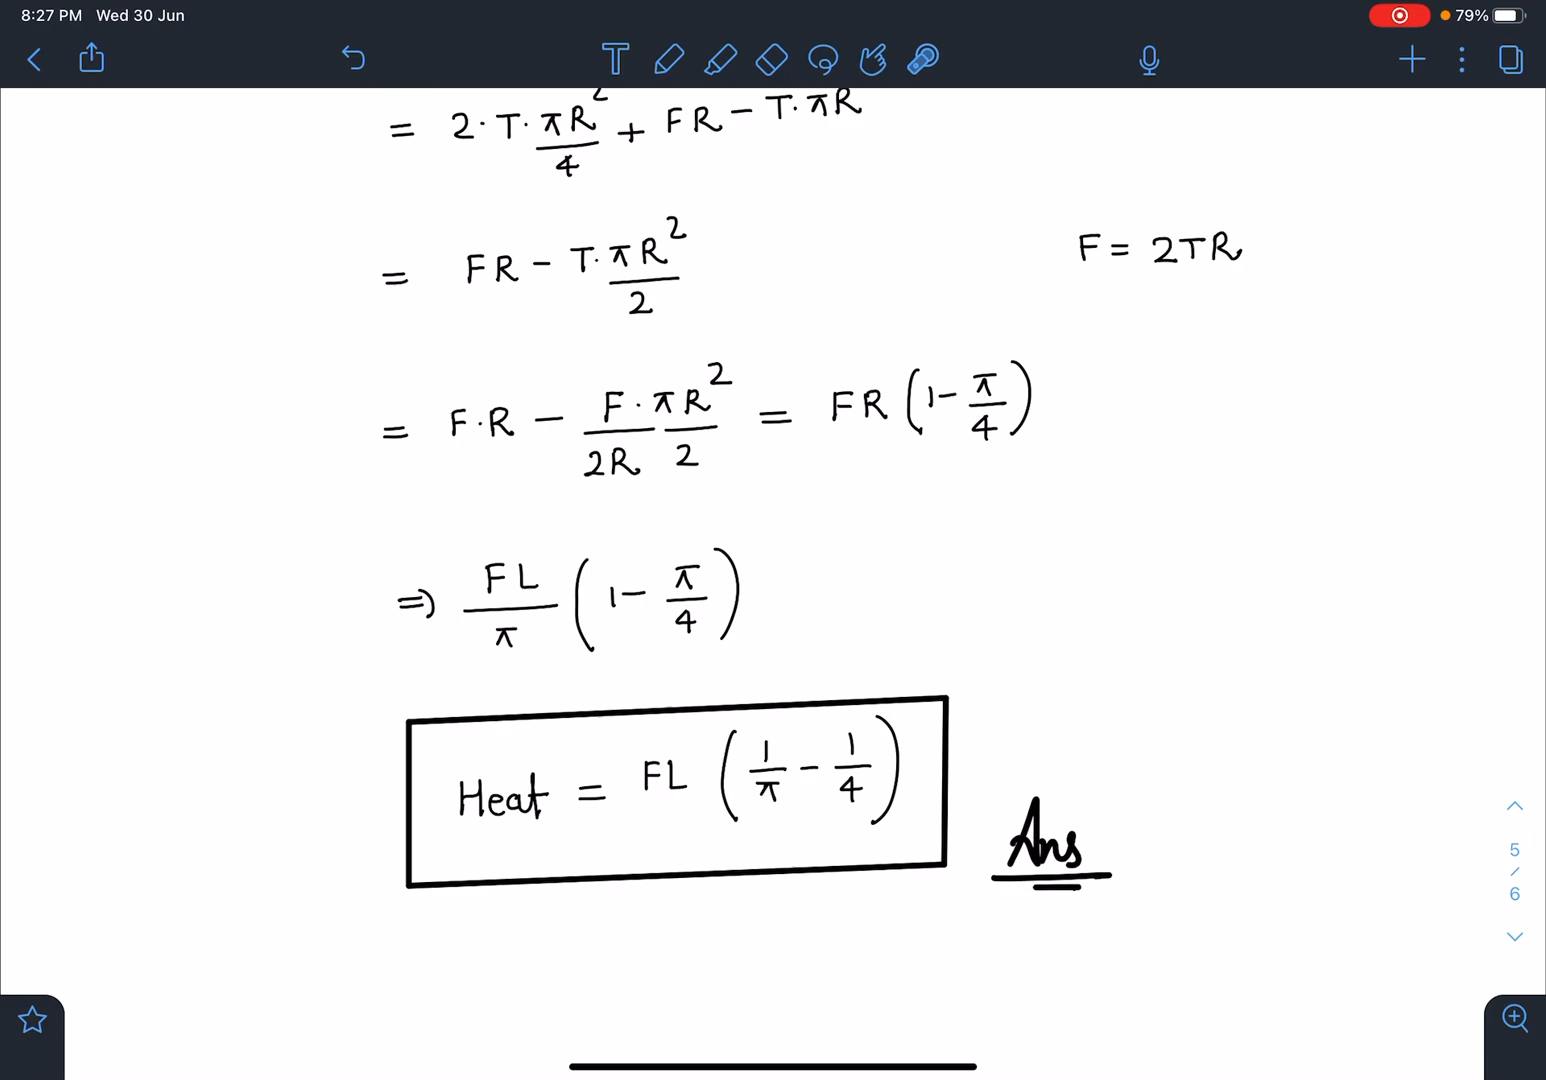 8:27 PM Wed 30 Jun 79%
= 2·T·πR²/4 + FR − T·πR
= FR − T·πR²/2
F = 2TR
= F·R − F·πR²/2R 2 = FR(1 − π/4)
⇒ FL/π (1 − π/4)
Heat = FL (1/π − 1/4)
Ans
5/6